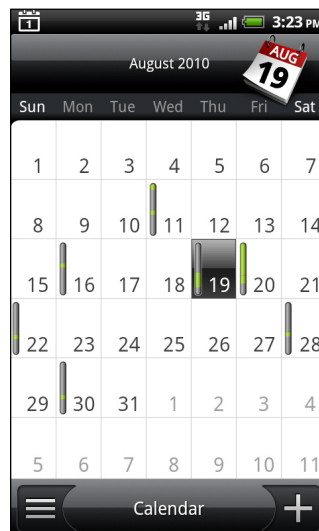 1 3G 3:23 PM
August 2010 AUG 19
Sun Mon Tue Wed Thu Fri Sat
1 2 3 4 5 6 7
8 9 10 11 12 13 14
15 16 17 18 19 20 21
22 23 24 25 26 27 28
29 30 31 1 2 3 4
5 6 7 8 9 10 11
Calendar